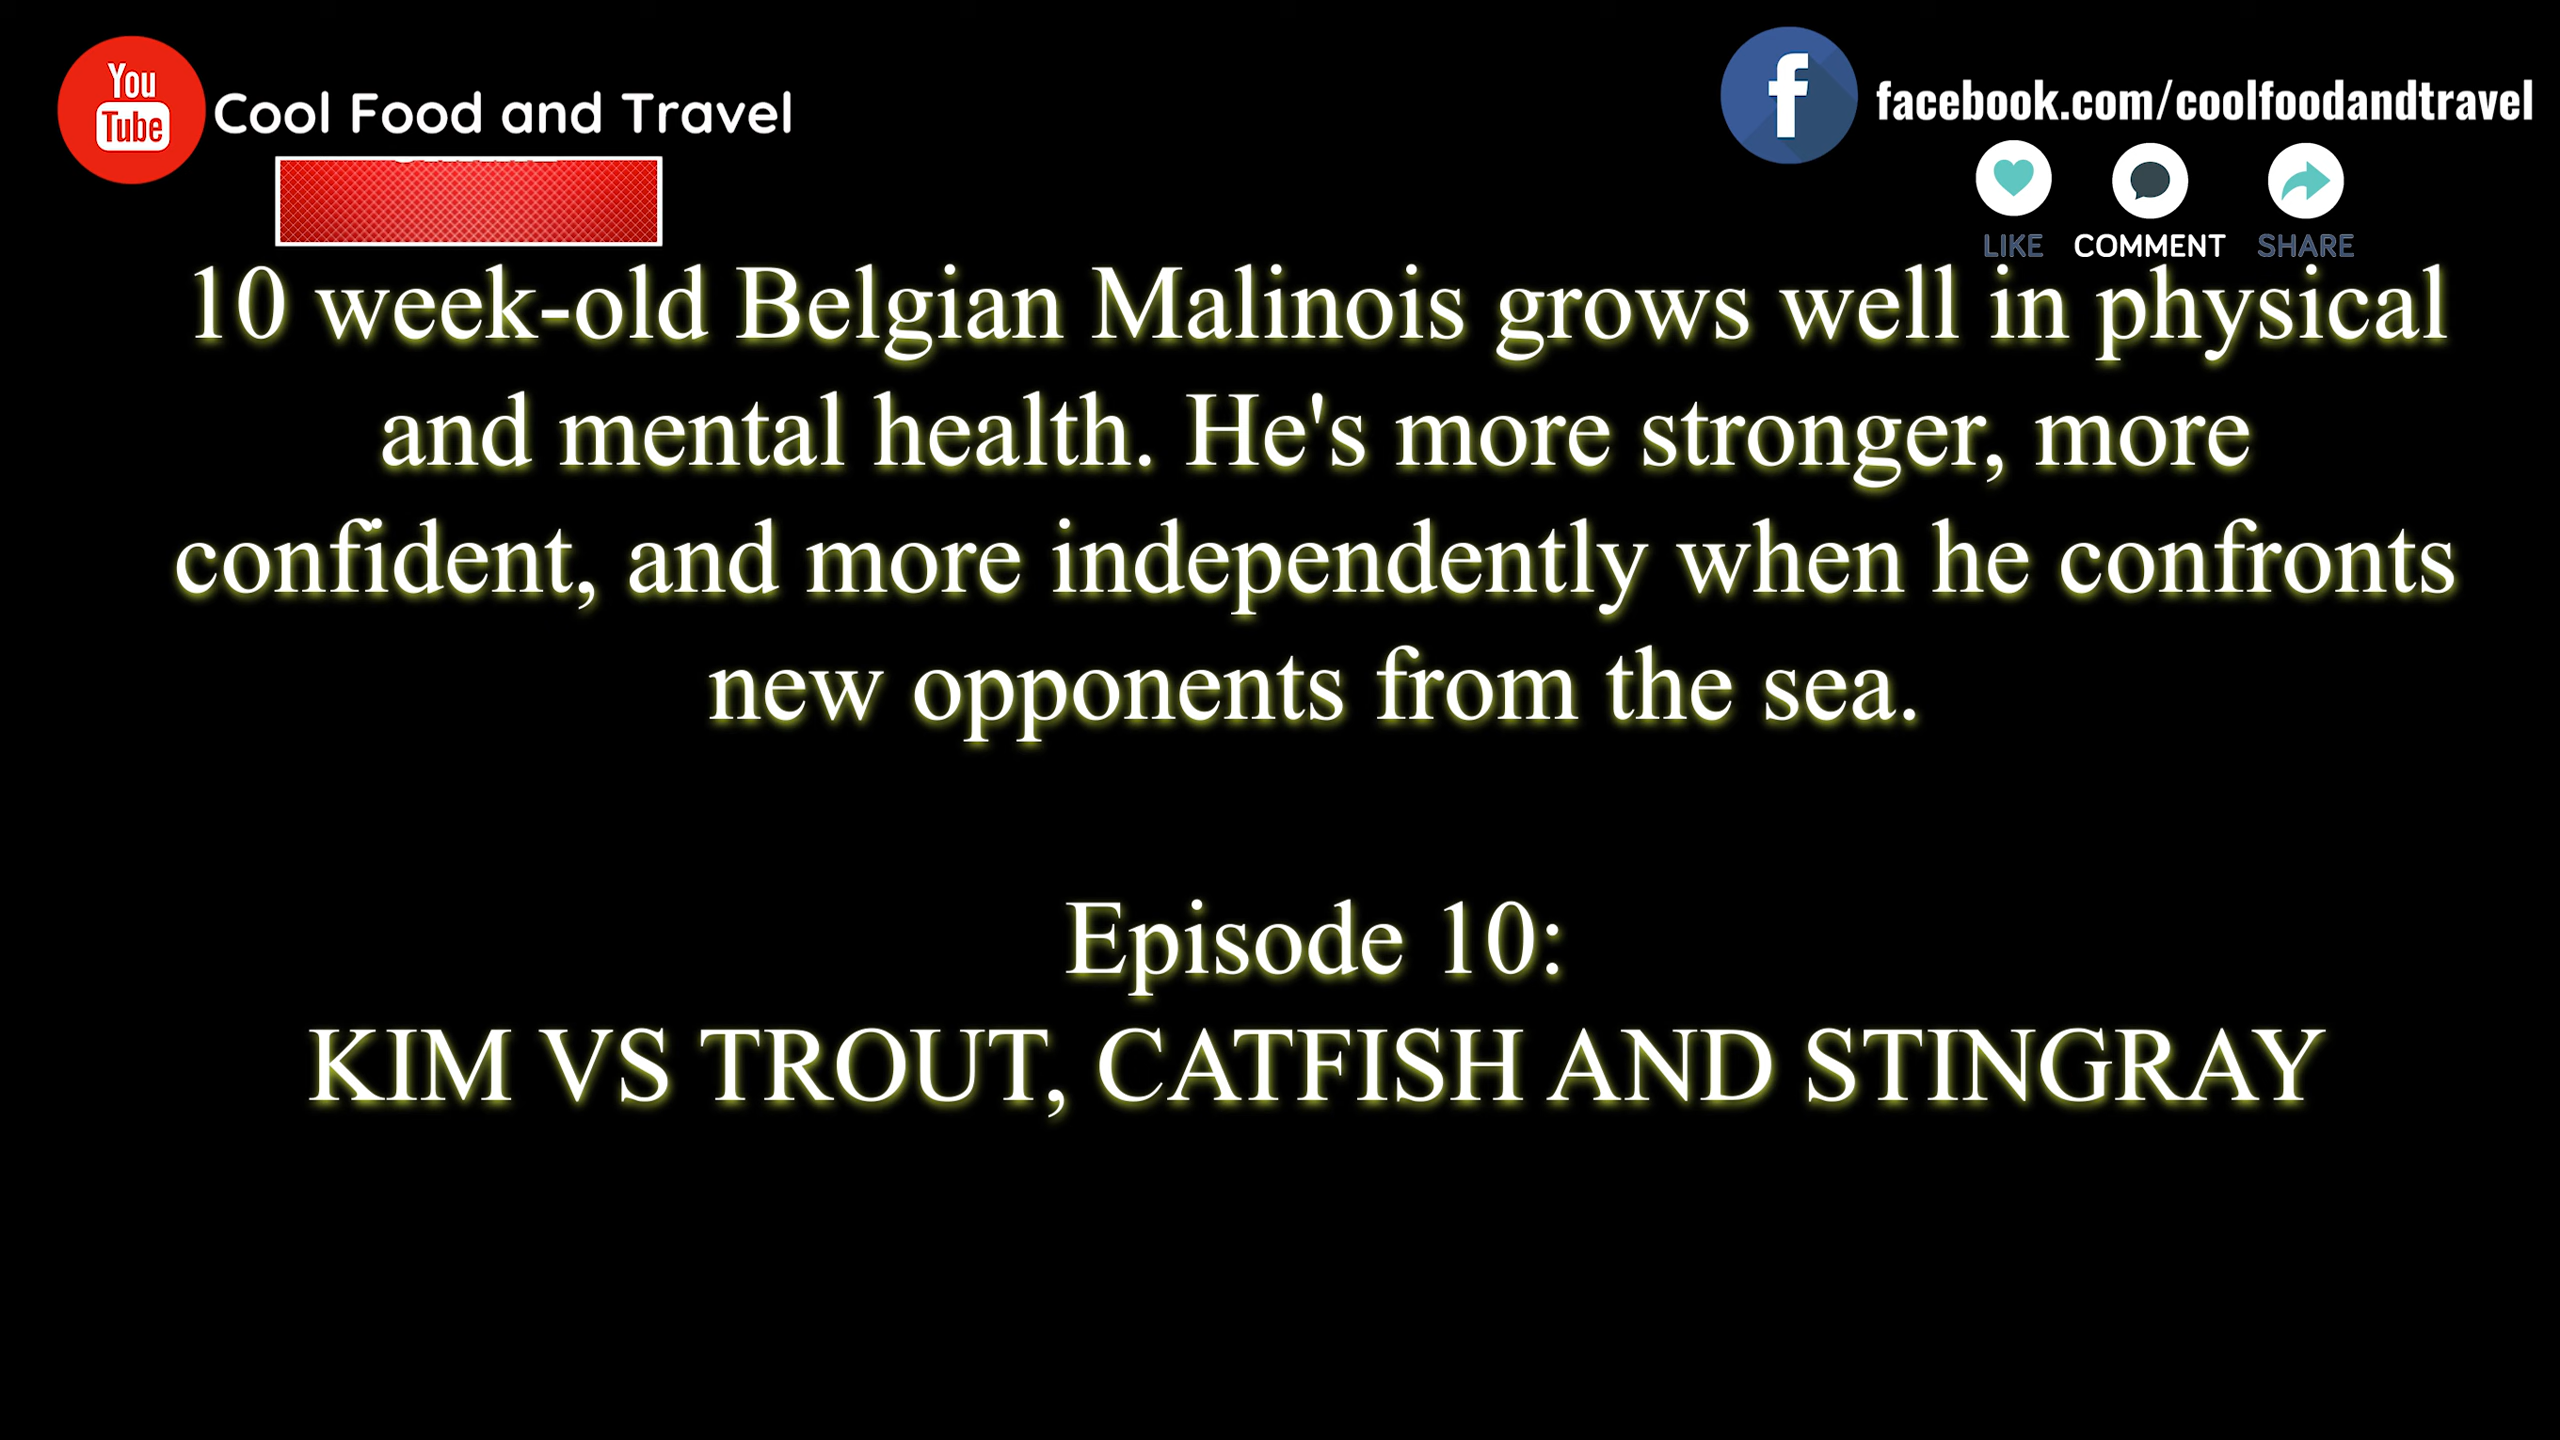 You
Tube
Cool Food and Travel
facebook.com/coolfoodandtravel
LIKE COMMENT SHARE
10 week-old Belgian Malinois grows well in physical
and mental health. He's more stronger, more
confident, and more independently when he confronts
new opponents from the sea.
Episode 10:
KIM VS TROUT, CATFISH AND STINGRAY